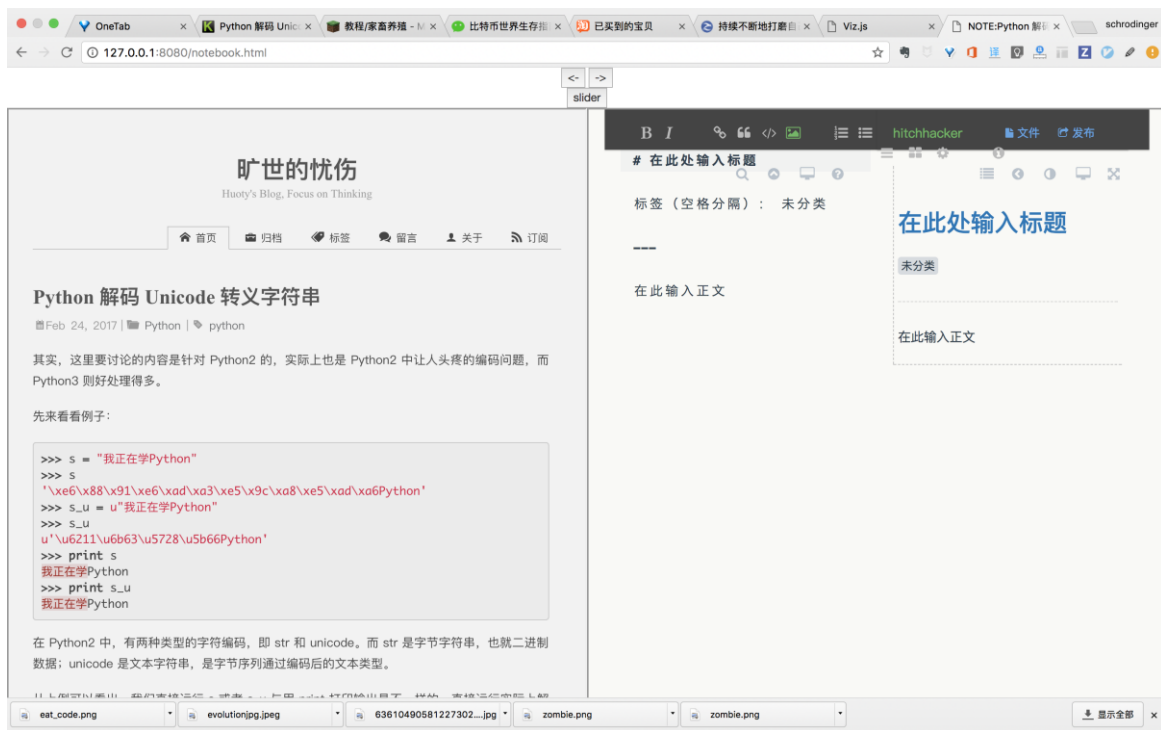 OneTab
Python 解码 Unic
教程/家畜养殖 - M
比特币世界生存指
已买到的宝贝
持续不断地打磨自
Viz.js
NOTE:Python 解
schrodinger
127.0.0.1:8080/notebook.html
<- ->
slider
旷世的忧伤
Huoty's Blog, Focus on Thinking
首页 归档 标签 留言 关于 订阅
Python 解码 Unicode 转义字符串
Feb 24, 2017 | Python | python
其实，这里要讨论的内容是针对 Python2 的，实际上也是 Python2 中让人头疼的编码问题，而
Python3 则好处理得多。
先来看看例子：
>>> s = "我正在学Python"
>>> s
'\xe6\x88\x91\xe6\xad\xa3\xe5\x9c\xa8\xe5\xad\xa6Python'
>>> s_u = u"我正在学Python"
>>> s_u
u'\u6211\u6b63\u5728\u5b66Python'
>>> print s
我正在学Python
>>> print s_u
我正在学Python
在 Python2 中，有两种类型的字符编码，即 str 和 unicode。而 str 是字节字符串，也就二进制
数据；unicode 是文本字符串，是字节序列通过编码后的文本类型。
B I hitchhacker 文件 发布
# 在此处输入标题
标签（空格分隔）： 未分类
---
在此输入正文
在此处输入标题
未分类
在此输入正文
eat_code.png
evolutionjpg.jpeg
63610490581227302....jpg
zombie.png
zombie.png
显示全部